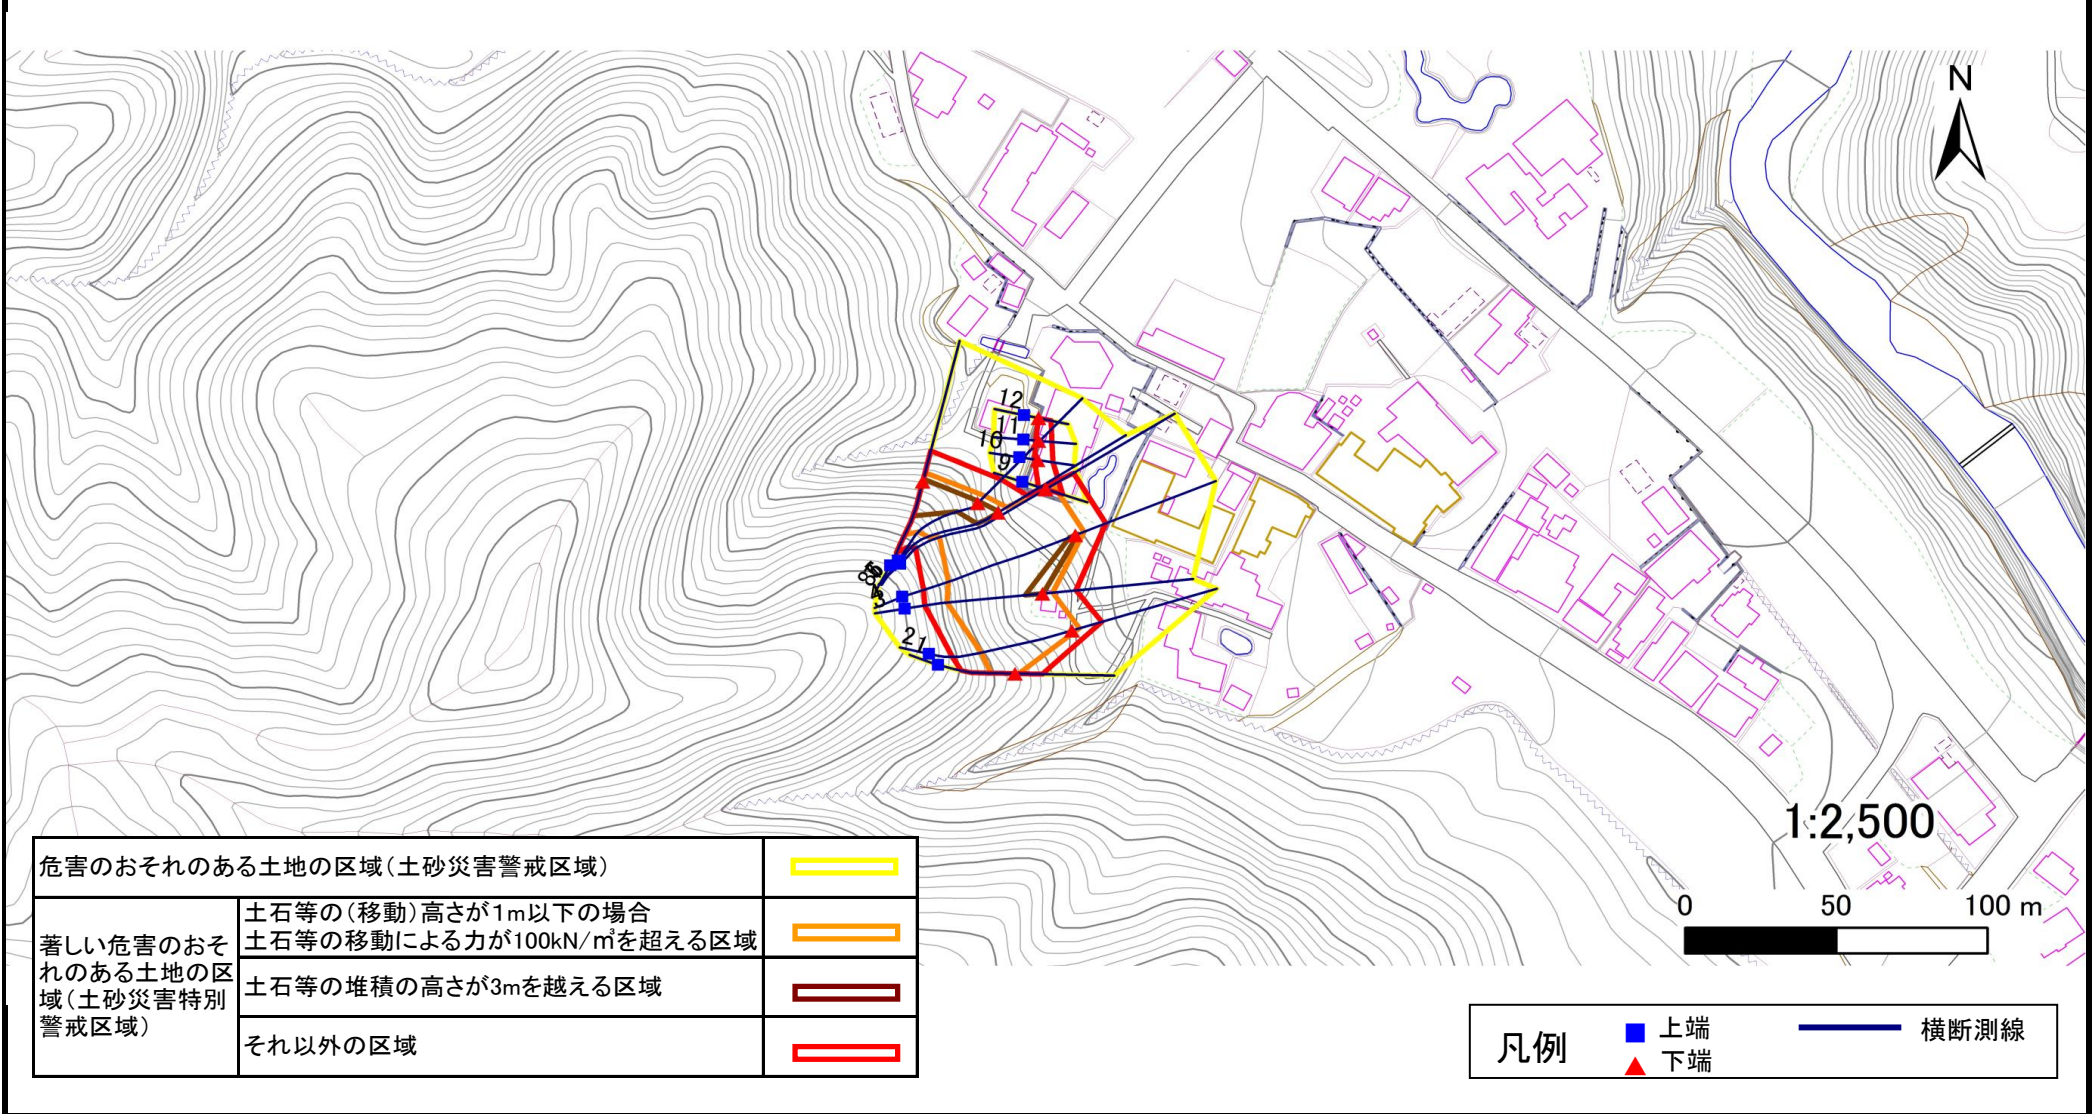 N
12
11
10
9
3
2
1
1:2,500
0 50 100 m
危害のおそれのある土地の区域(土砂災害警戒区域)
著しい危害のおそ
れのある土地の区
域(土砂災害特別
警戒区域)
土石等の(移動)高さが1m以下の場合
土石等の移動による力が100kN/㎡を超える区域
土石等の堆積の高さが3mを越える区域
それ以外の区域
凡例
上端
下端
横断測線